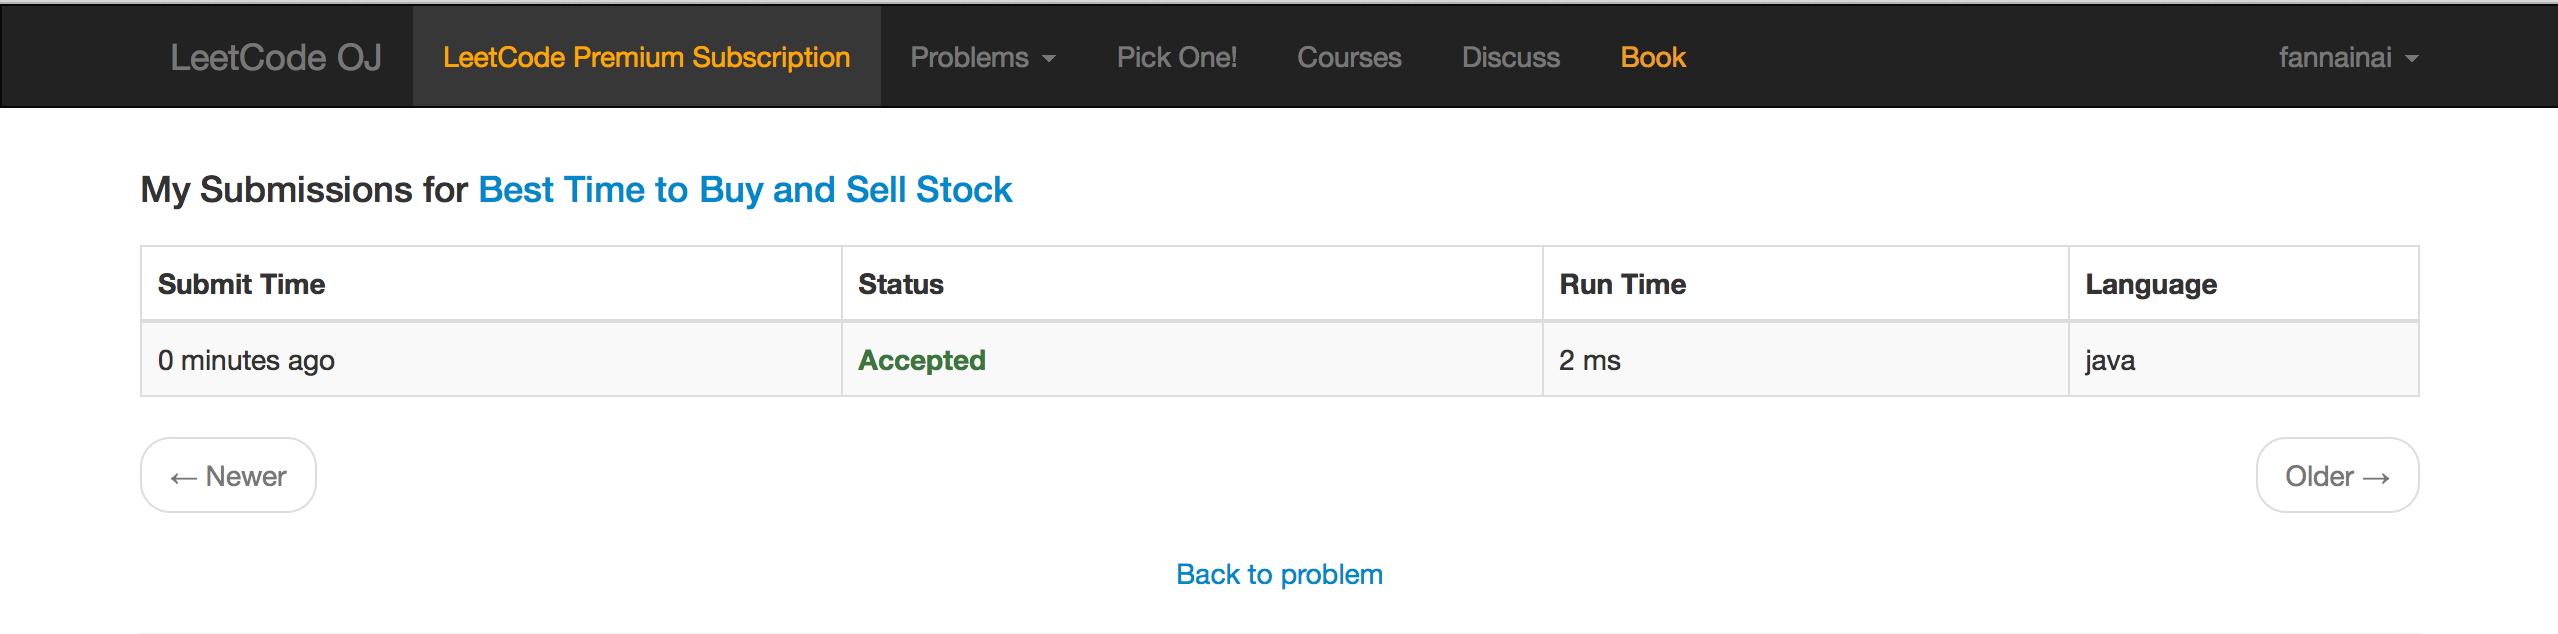 LeetCode OJ LeetCode Premium Subscription Problems Pick One! Courses Discuss Book fannainai
My Submissions for Best Time to Buy and Sell Stock
Submit Time Status Run Time Language
0 minutes ago Accepted 2 ms java
← Newer Older →
Back to problem